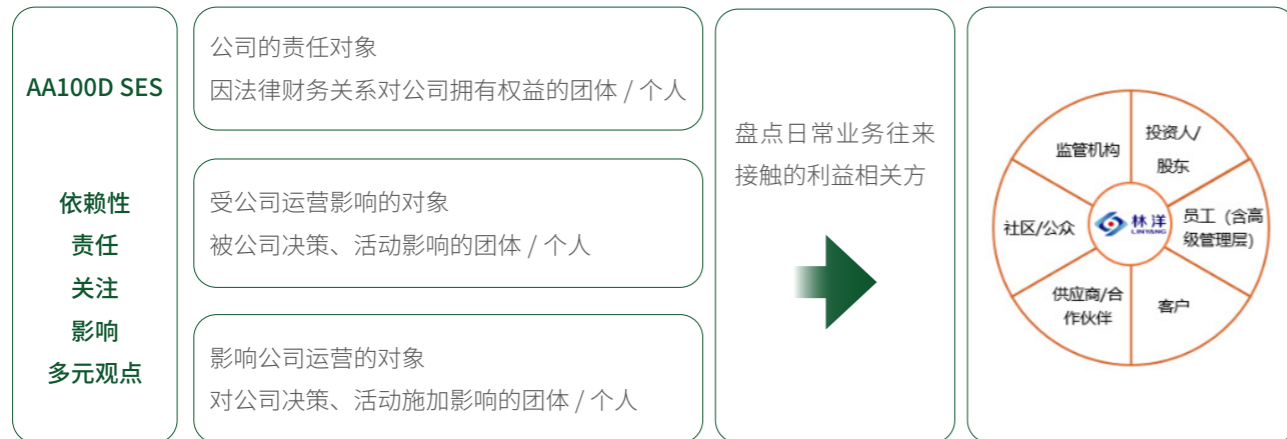 AA100D SES
依赖性
责任
关注
影响
多元观点
公司的责任对象
因法律财务关系对公司拥有权益的团体 / 个人
受公司运营影响的对象
被公司决策、活动影响的团体 / 个人
影响公司运营的对象
对公司决策、活动施加影响的团体 / 个人
盘点日常业务往来
接触的利益相关方
监管机构
投资人/
股东
社区/公众
林洋
LINYANG
员工（含高
级管理层)
供应商/合
作伙伴
客户